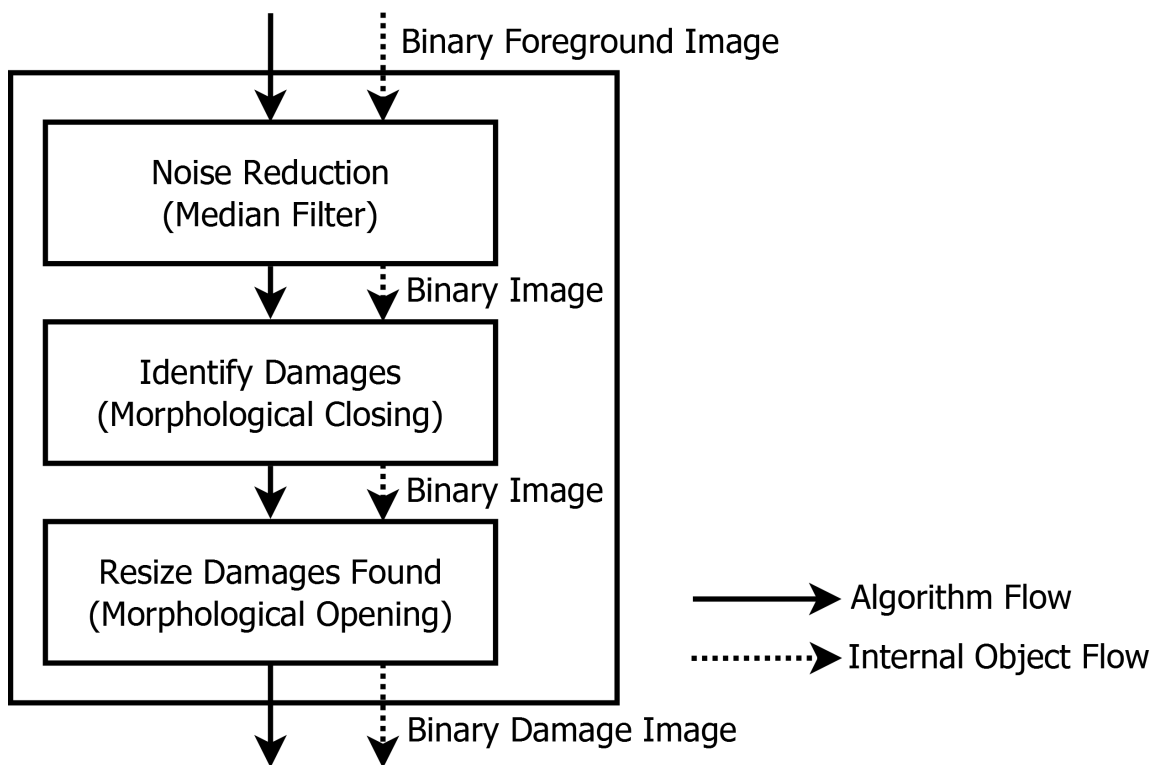 Binary Foreground Image
Noise Reduction
(Median Filter)
Binary Image
Identify Damages
(Morphological Closing)
Binary Image
Resize Damages Found
(Morphological Opening)
Algorithm Flow
Internal Object Flow
Binary Damage Image